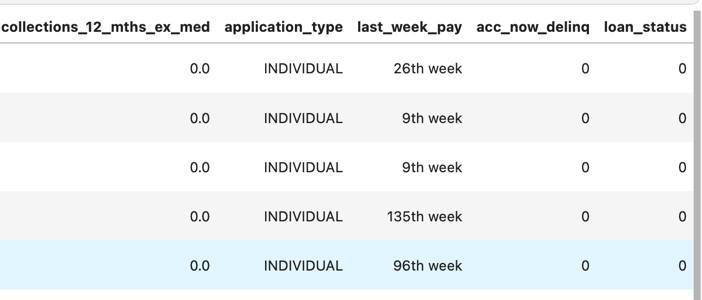 collections_12_mths_ex_med application_type last_week_pay acc_now_delinq loan_status
0.0 INDIVIDUAL 26th week 0 0
0.0 INDIVIDUAL 9th week 0 0
0.0 INDIVIDUAL 9th week 0 0
0.0 INDIVIDUAL 135th week 0 0
0.0 INDIVIDUAL 96th week 0 0